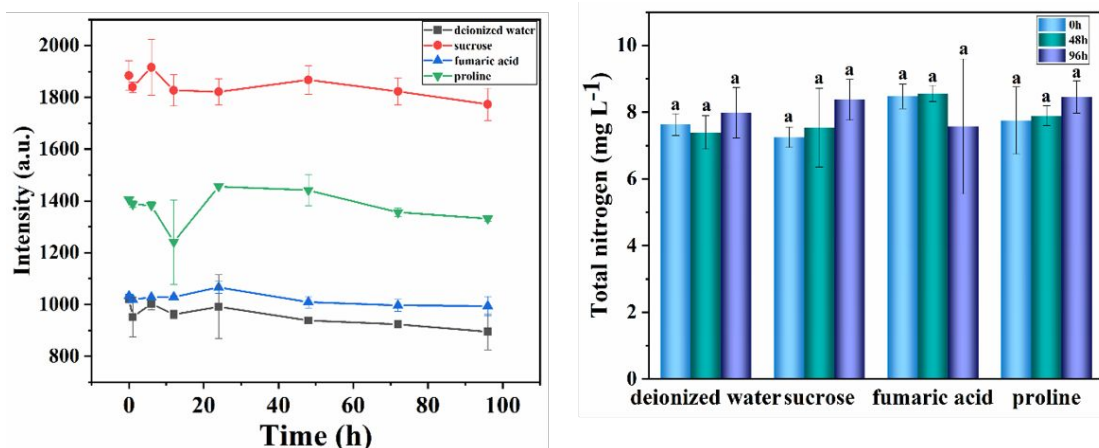 2000
1800
1600
1400
1200
1000
800
Intensity (a.u.)
deionized water
sucrose
fumaric acid
proline
0 20 40 60 80 100
Time (h)
10
8
6
4
2
0
Total nitrogen (mg L-1)
0h
48h
96h
a a a a a a a a a a a a
deionized water sucrose fumaric acid proline